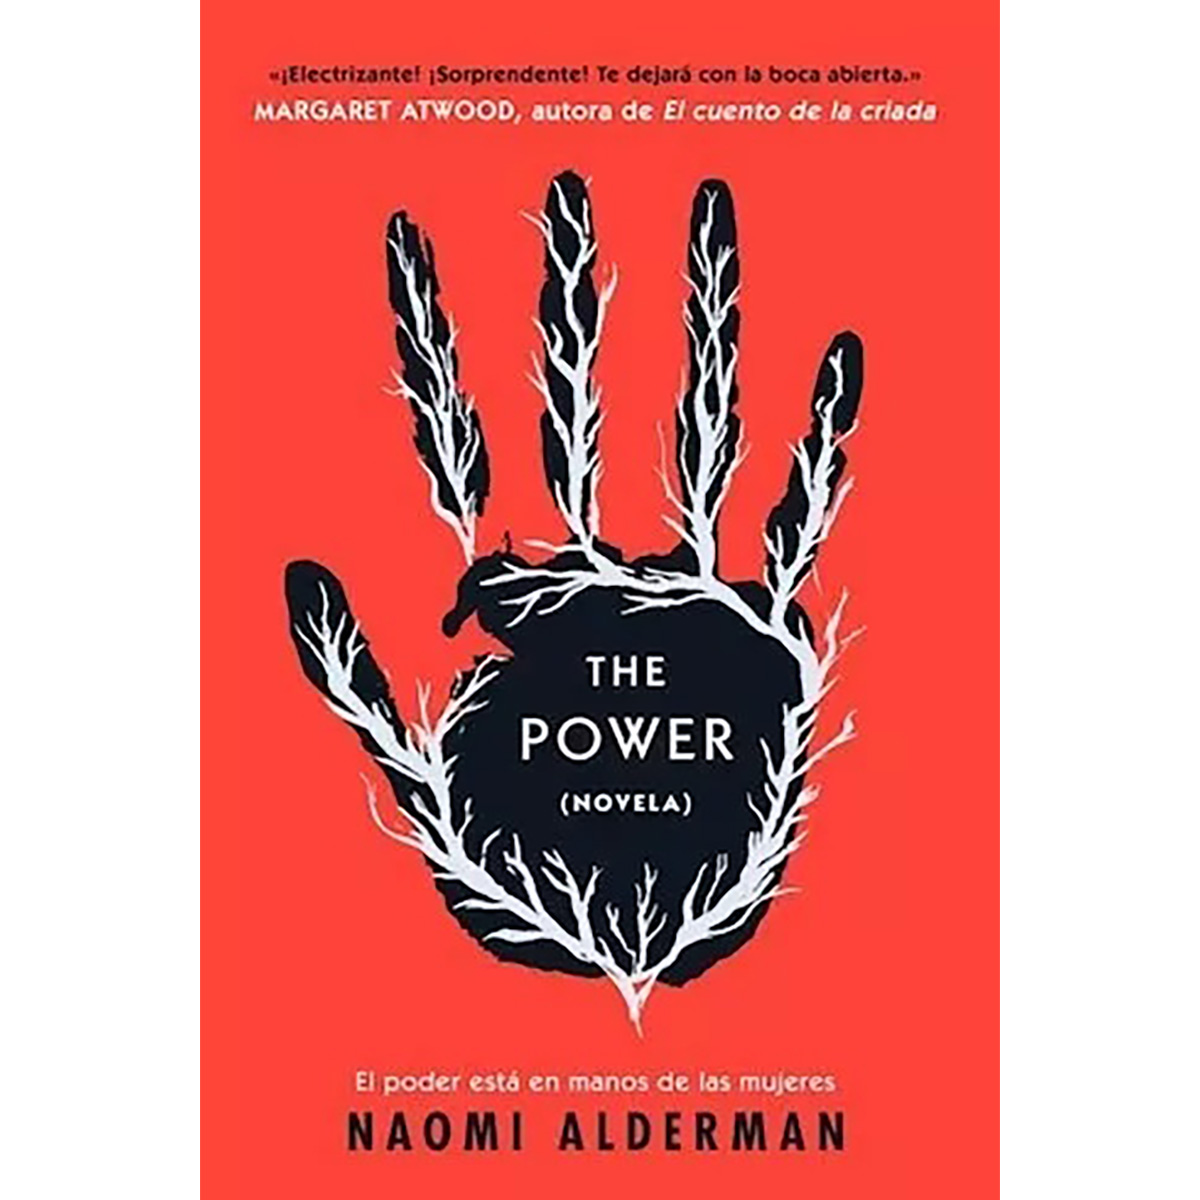 «¡Electrizante! ¡Sorprendente! Te dejará con la boca abierta.»
MARGARET ATWOOD, autora de El cuento de la criada
THE
POWER
(NOVELA)
El poder está en manos de las mujeres
NAOMI ALDERMAN